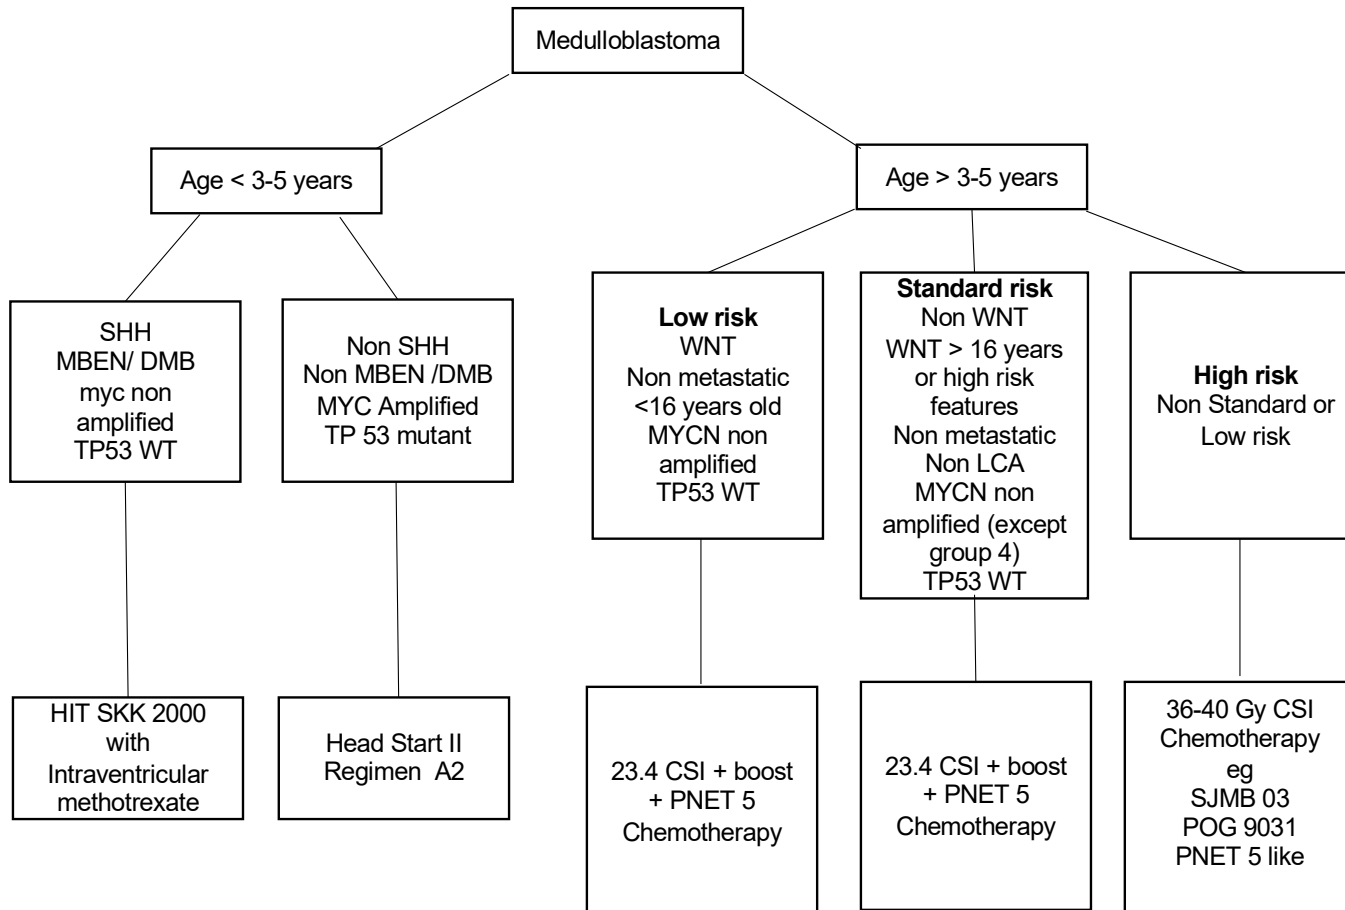 Medulloblastoma
Age < 3-5 years
Age > 3-5 years
SHH
MBEN/ DMB
myc non
amplified
TP53 WT
Non SHH
Non MBEN /DMB
MYC Amplified
TP 53 mutant
Low risk
WNT
Non metastatic
<16 years old
MYCN non
amplified
TP53 WT
Standard risk
Non WNT
WNT > 16 years
or high risk
features
Non metastatic
Non LCA
MYCN non
amplified (except
group 4)
TP53 WT
High risk
Non Standard or
Low risk
HIT SKK 2000
with
Intraventricular
methotrexate
Head Start II
Regimen A2
23.4 CSI + boost
+ PNET 5
Chemotherapy
23.4 CSI + boost
+ PNET 5
Chemotherapy
36-40 Gy CSI
Chemotherapy
eg
SJMB 03
POG 9031
PNET 5 like